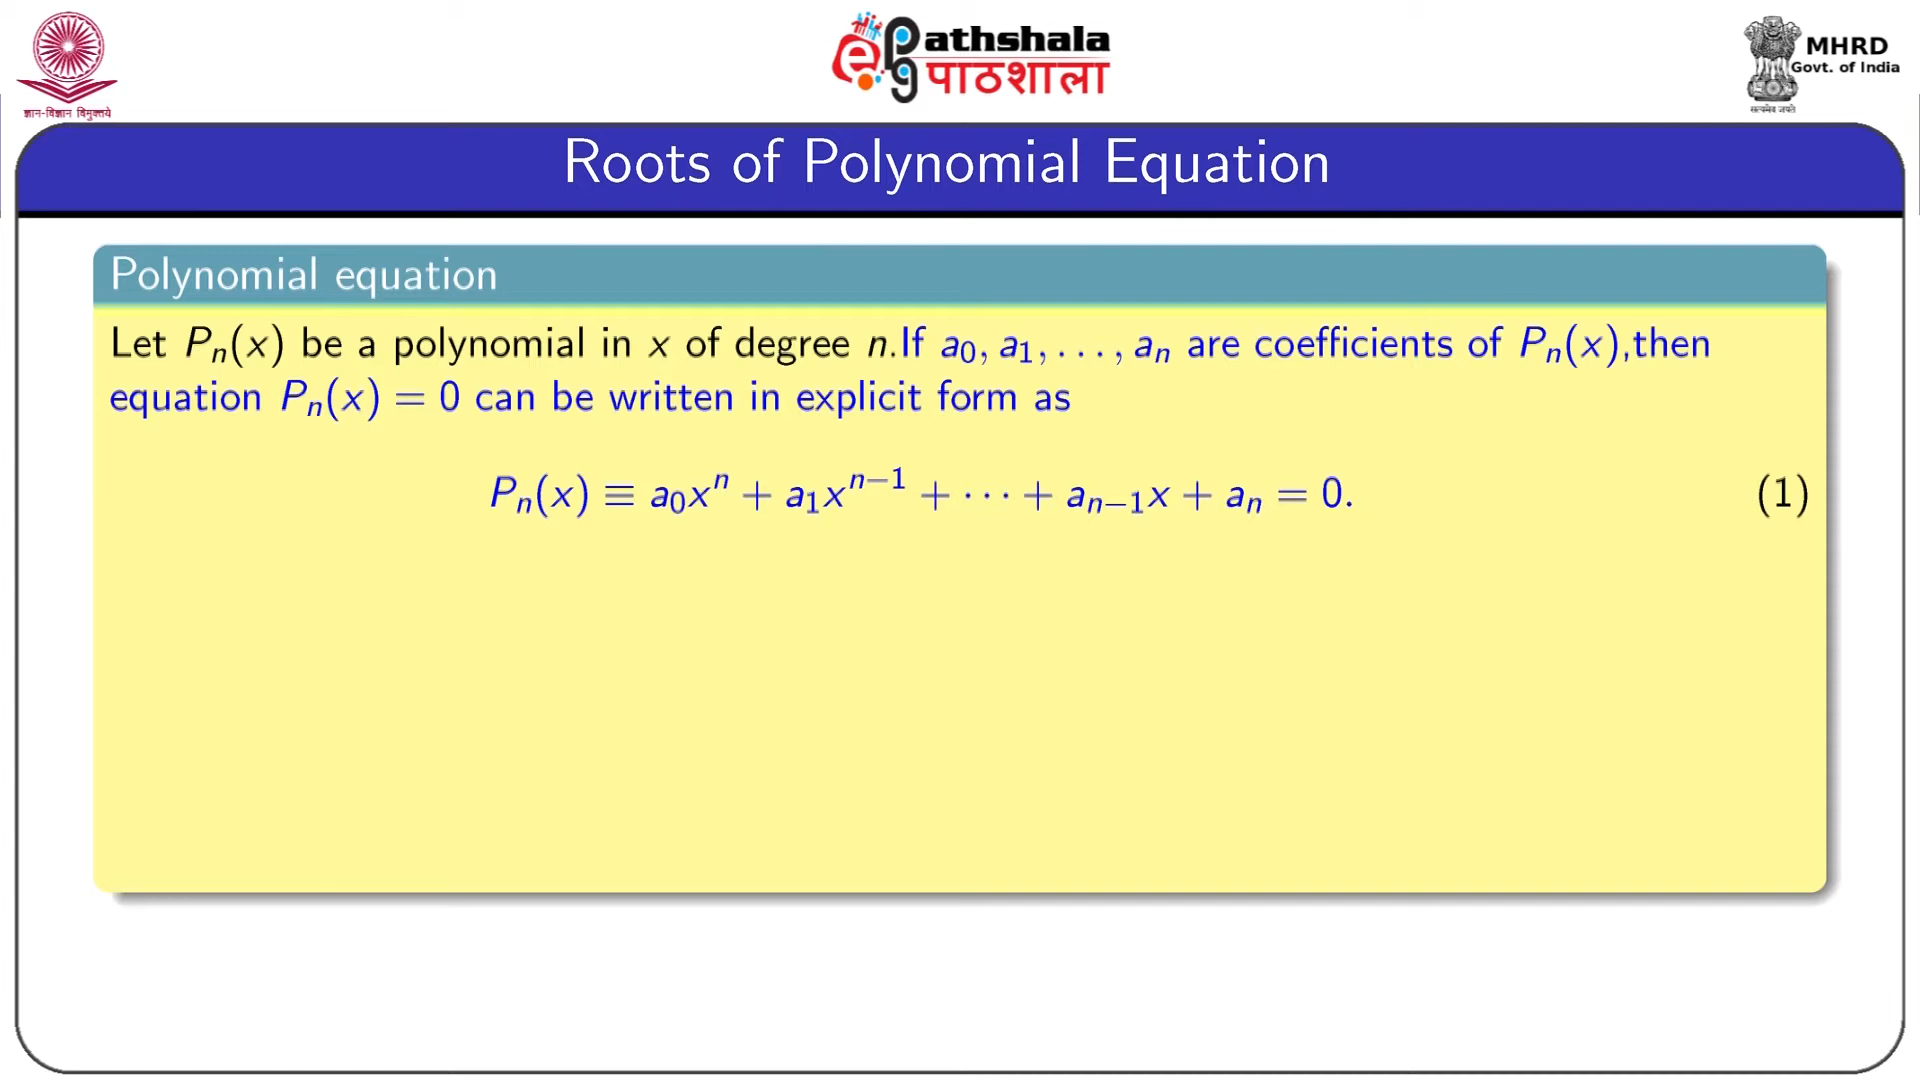 ज्ञान-विज्ञान विमुक्तये
Pathshala
पाठशाला
MHRD
Govt. of India
सत्यमेव जयते
Roots of Polynomial Equation
Polynomial equation
Let Pₙ(x) be a polynomial in x of degree n.If a₀, a₁, . . . , aₙ are coefficients of Pₙ(x),then
equation Pₙ(x) = 0 can be written in explicit form as
Pₙ(x) ≡ a₀xⁿ + a₁xⁿ⁻¹ + · · · + aₙ₋₁x + aₙ = 0. (1)